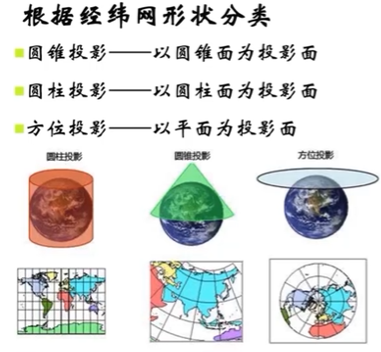 根据经纬网形状分类
圆锥投影——以圆锥面为投影面
圆柱投影——以圆柱面为投影面
方位投影——以平面为投影面
圆柱投影
圆锥投影
方位投影